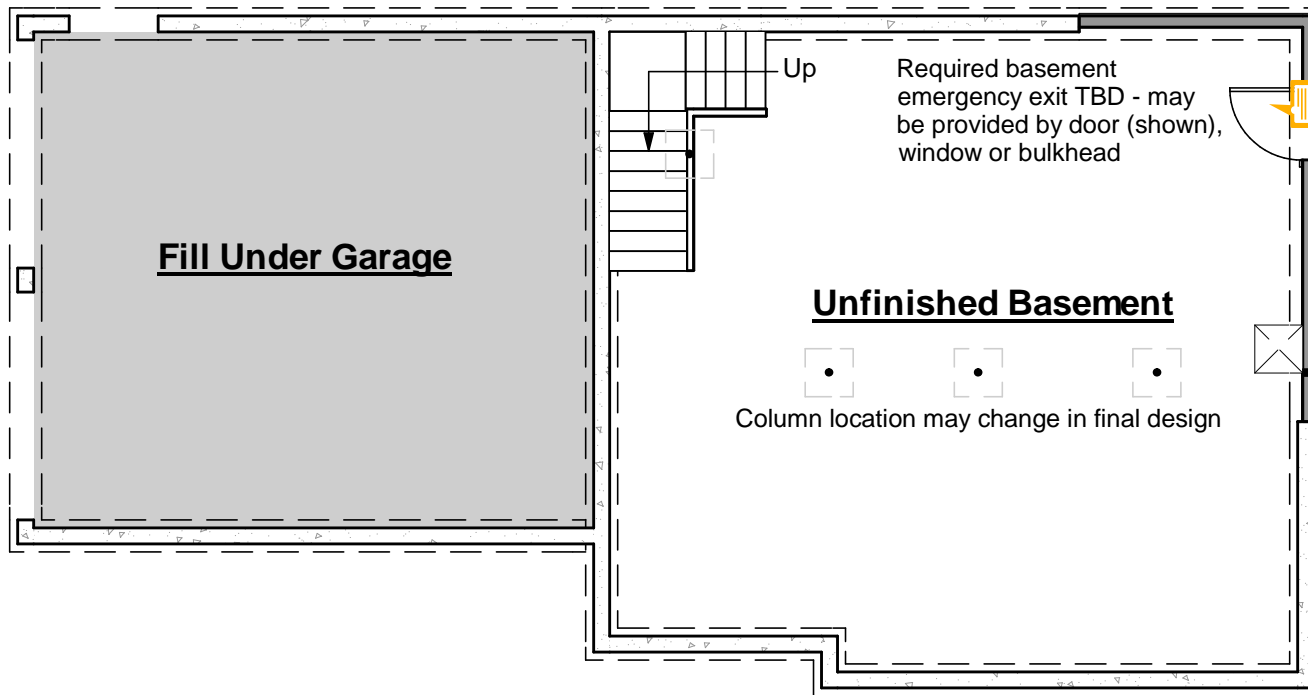 Up
Required basement
emergency exit TBD - may
be provided by door (shown),
window or bulkhead
Fill Under Garage
Unfinished Basement
Column location may change in final design